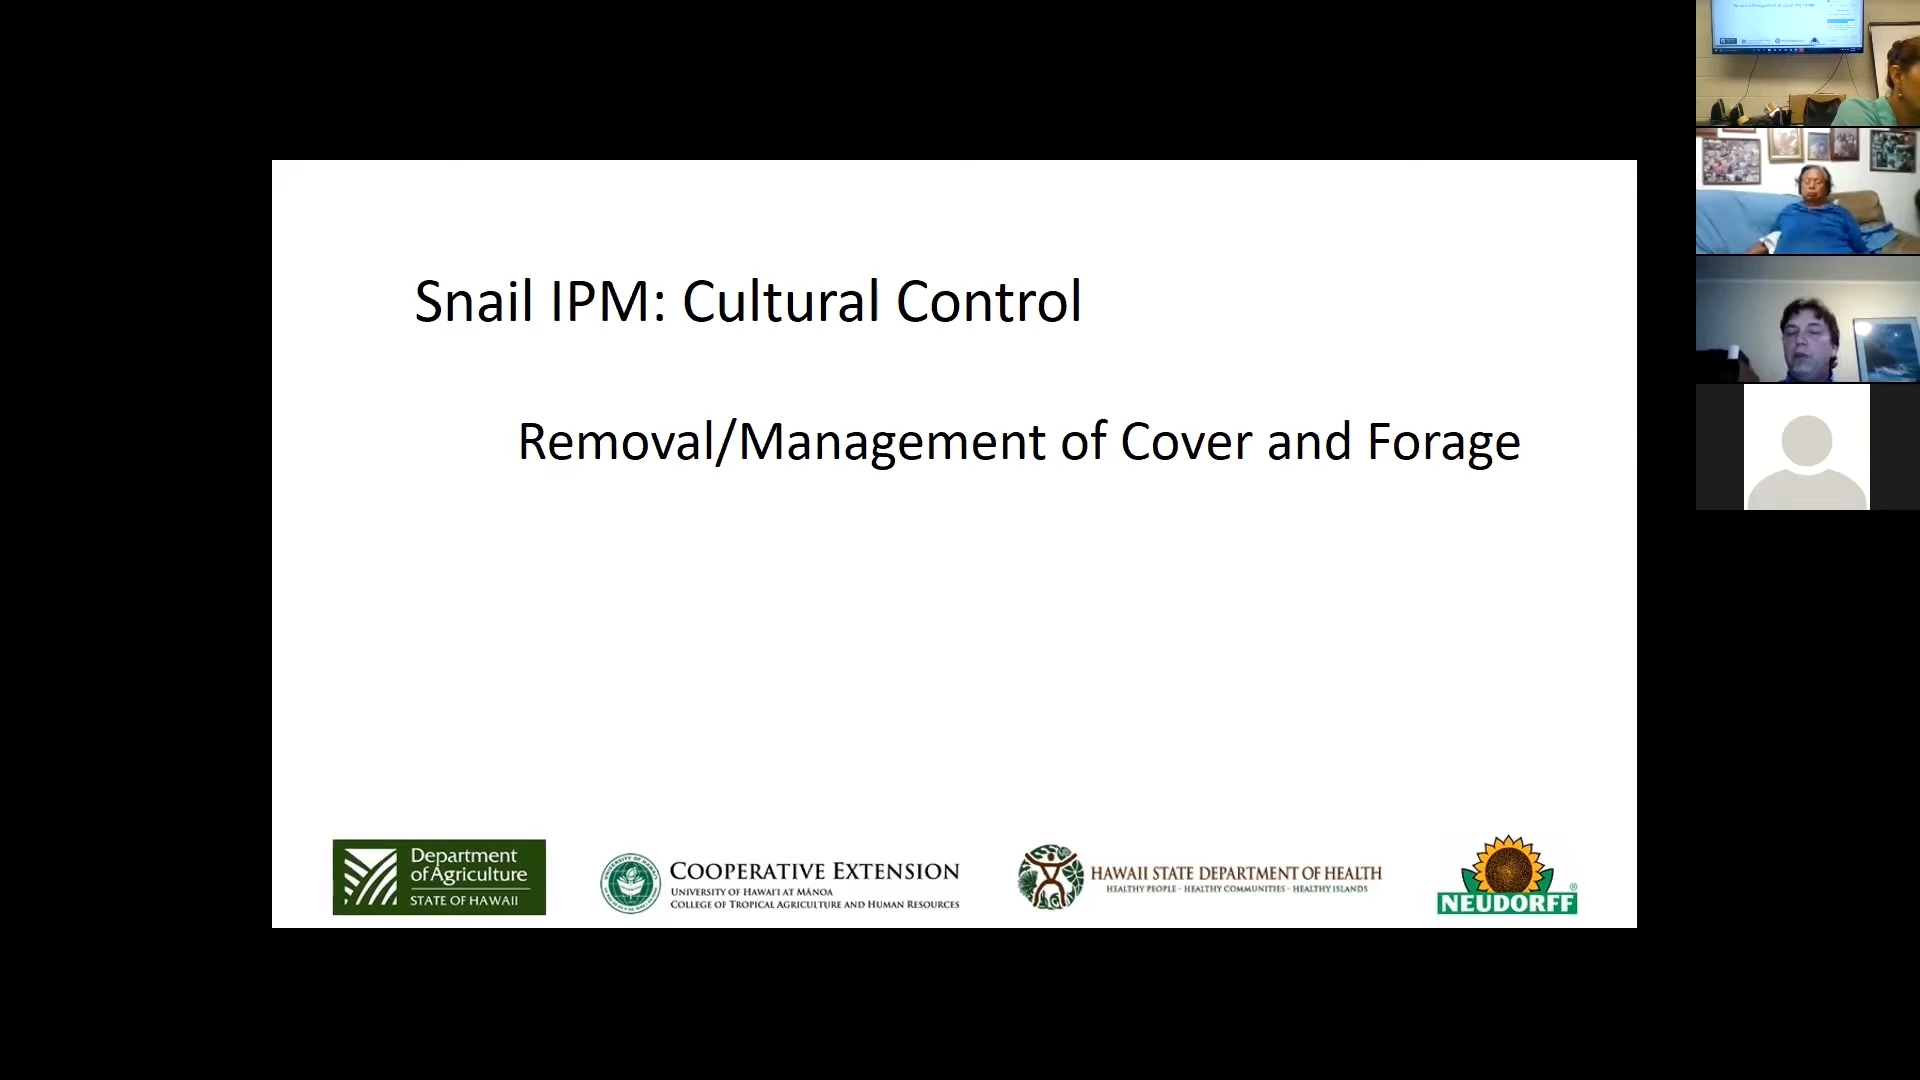 Snail IPM: Cultural Control
Removal/Management of Cover and Forage
Department
of Agriculture
STATE OF HAWAII
COOPERATIVE EXTENSION
UNIVERSITY OF HAWAI'I AT MĀNOA
COLLEGE OF TROPICAL AGRICULTURE AND HUMAN RESOURCES
HAWAII STATE DEPARTMENT OF HEALTH
HEALTHY PEOPLE - HEALTHY COMMUNITIES - HEALTHY ISLANDS
NEUDORFF®